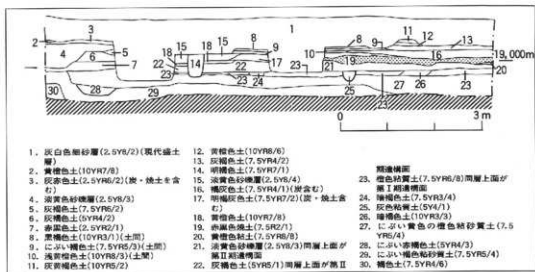 1
3
2
5
4
6
7
18
15
14
22
23
18
15
8
9
17
22
23
24
23
10
21
8
9
11
12
13
19
16
19,000m
20
25
27
26
23
23
30
28
29
0
3 m
1. 灰白色細砂層(2.5Y8/2)(現代盛土層)
2. 黄橙色土(10YR7/8)
3. 灰赤色土(2.5YR6/2)(炭・焼土を含む)
4. 淡黄色砂礫層(2.5Y8/3)
5. 灰褐色土(7.5YR6/2)
6. 灰褐色土(5YR4/2)
7. 赤黒色土(2.5YR2/1)
8. 黒褐色土(10YR3/1)(土間)
9. にぶい褐色土(7.5YR5/3)(土間)
10. 浅黄橙色土(10YR8/3)(土間)
11. 灰黄褐色土(10YR5/2)
12. 黄橙色土(10YR8/6)
13. 灰褐色土(7.5YR4/2)
14. 明褐色土(7.5YR7/1)
15. 淡黄色砂礫層(2.5Y8/4)
16. 褐灰色土(7.5YR4/1)(炭含む)
17. 明褐灰色土(7.5YR7/2)(炭・焼土含む)
18. 黄橙色土(10YR7/8)
19. 赤黒色焼土(7.5R2/1)
20. 黄橙色粘土(7.5YR8/8)
21. 淡黄色砂礫層(2.5Y8/3)同層上面が第Ⅱ期遺構面
22. 灰褐色土(5YR5/1)同層上面が第Ⅱ
期遺構面
23. 橙色粘質土(7.5YR6/8)同層上面が第Ⅰ期遺構面
24. 暗褐色土(7.5YR3/4)
25. 灰色粘質土(5Y4/1)
26. 暗褐色土(10YR3/3)
27. にぶい黄色の橙色粘砂質土(7.5YR5/4)
28. にぶい赤褐色土(5YR4/3)
29. にぶい褐色粘質土(7.5YR5/4)
30. 褐色土(7.5YR4/6)